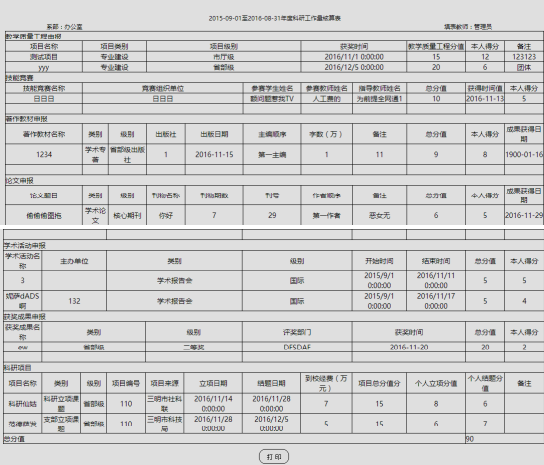 2015-09-01至2016-08-31年度科研工作量核算表
系部：办公室 填表教师：管理员
教学质量工程申报
项目名称 项目类别 项目级别 获奖时间 教学质量工程分值 本人得分 备注
测试项目 专业建设 市厅级 2016/11/1 0:00:00 15 12 123123
yyy 专业建设 省部级 2016/12/5 0:00:00 20 6 团体
技能竞赛
技能竞赛名称 竞赛组织单位 参赛学生姓名 参赛教师姓名 指导教师姓名 总分值 获得时间 本人得分
日日日 日日日 顾问题要我TV 人工费的 为前提全网通1 10 2016-11-13 5
著作教材申报
著作教材名称 类别 级别 出版社 出版日期 主编顺序 字数（万） 备注 总分值 本人得分 成果获得日期
1234 学术专著 省部级出版社 1 2016-11-15 第一主编 1 11 9 8 1900-01-16
论文申报
论文题目 类别 级别 刊物名称 刊物期数 刊号 作者顺序 备注 总分值 本人得分 成果获得日期
偷偷偷图拖 学术论文 核心期刊 你好 7 29 第一作者 恶女无 6 5 2016-11-29
学术活动申报
学术活动名称 主办单位 类别 级别 开始时间 结束时间 总分值 本人得分
3 学术报告会 国际 2015/9/1 0:00:00 2016/11/11 0:00:00 5 5
妮萨dADS啊 132 学术报告会 国际 2015/9/1 0:00:00 2016/11/17 0:00:00 5 4
获奖成果申报
获奖成果名称 类别 级别 评奖部门 获奖时间 总分值 本人得分
ew 省部级 二等奖 DFSDAF 2016-11-20 20 2
科研项目
项目名称 类别 级别 项目编号 项目来源 立项日期 结题日期 到校经费（万元） 项目总分值分 个人立项分值 个人结题分值 备注
科研仙姑 科研立项课题 省部级 110 三明市社科联 2016/11/14 0:00:00 2016/11/28 0:00:00 7 15 8 6
支部立项课题 省部级 110 三明市科技局 2016/11/28 0:00:00 2016/12/5 0:00:00 5 15 6 7
总分值 90
打印